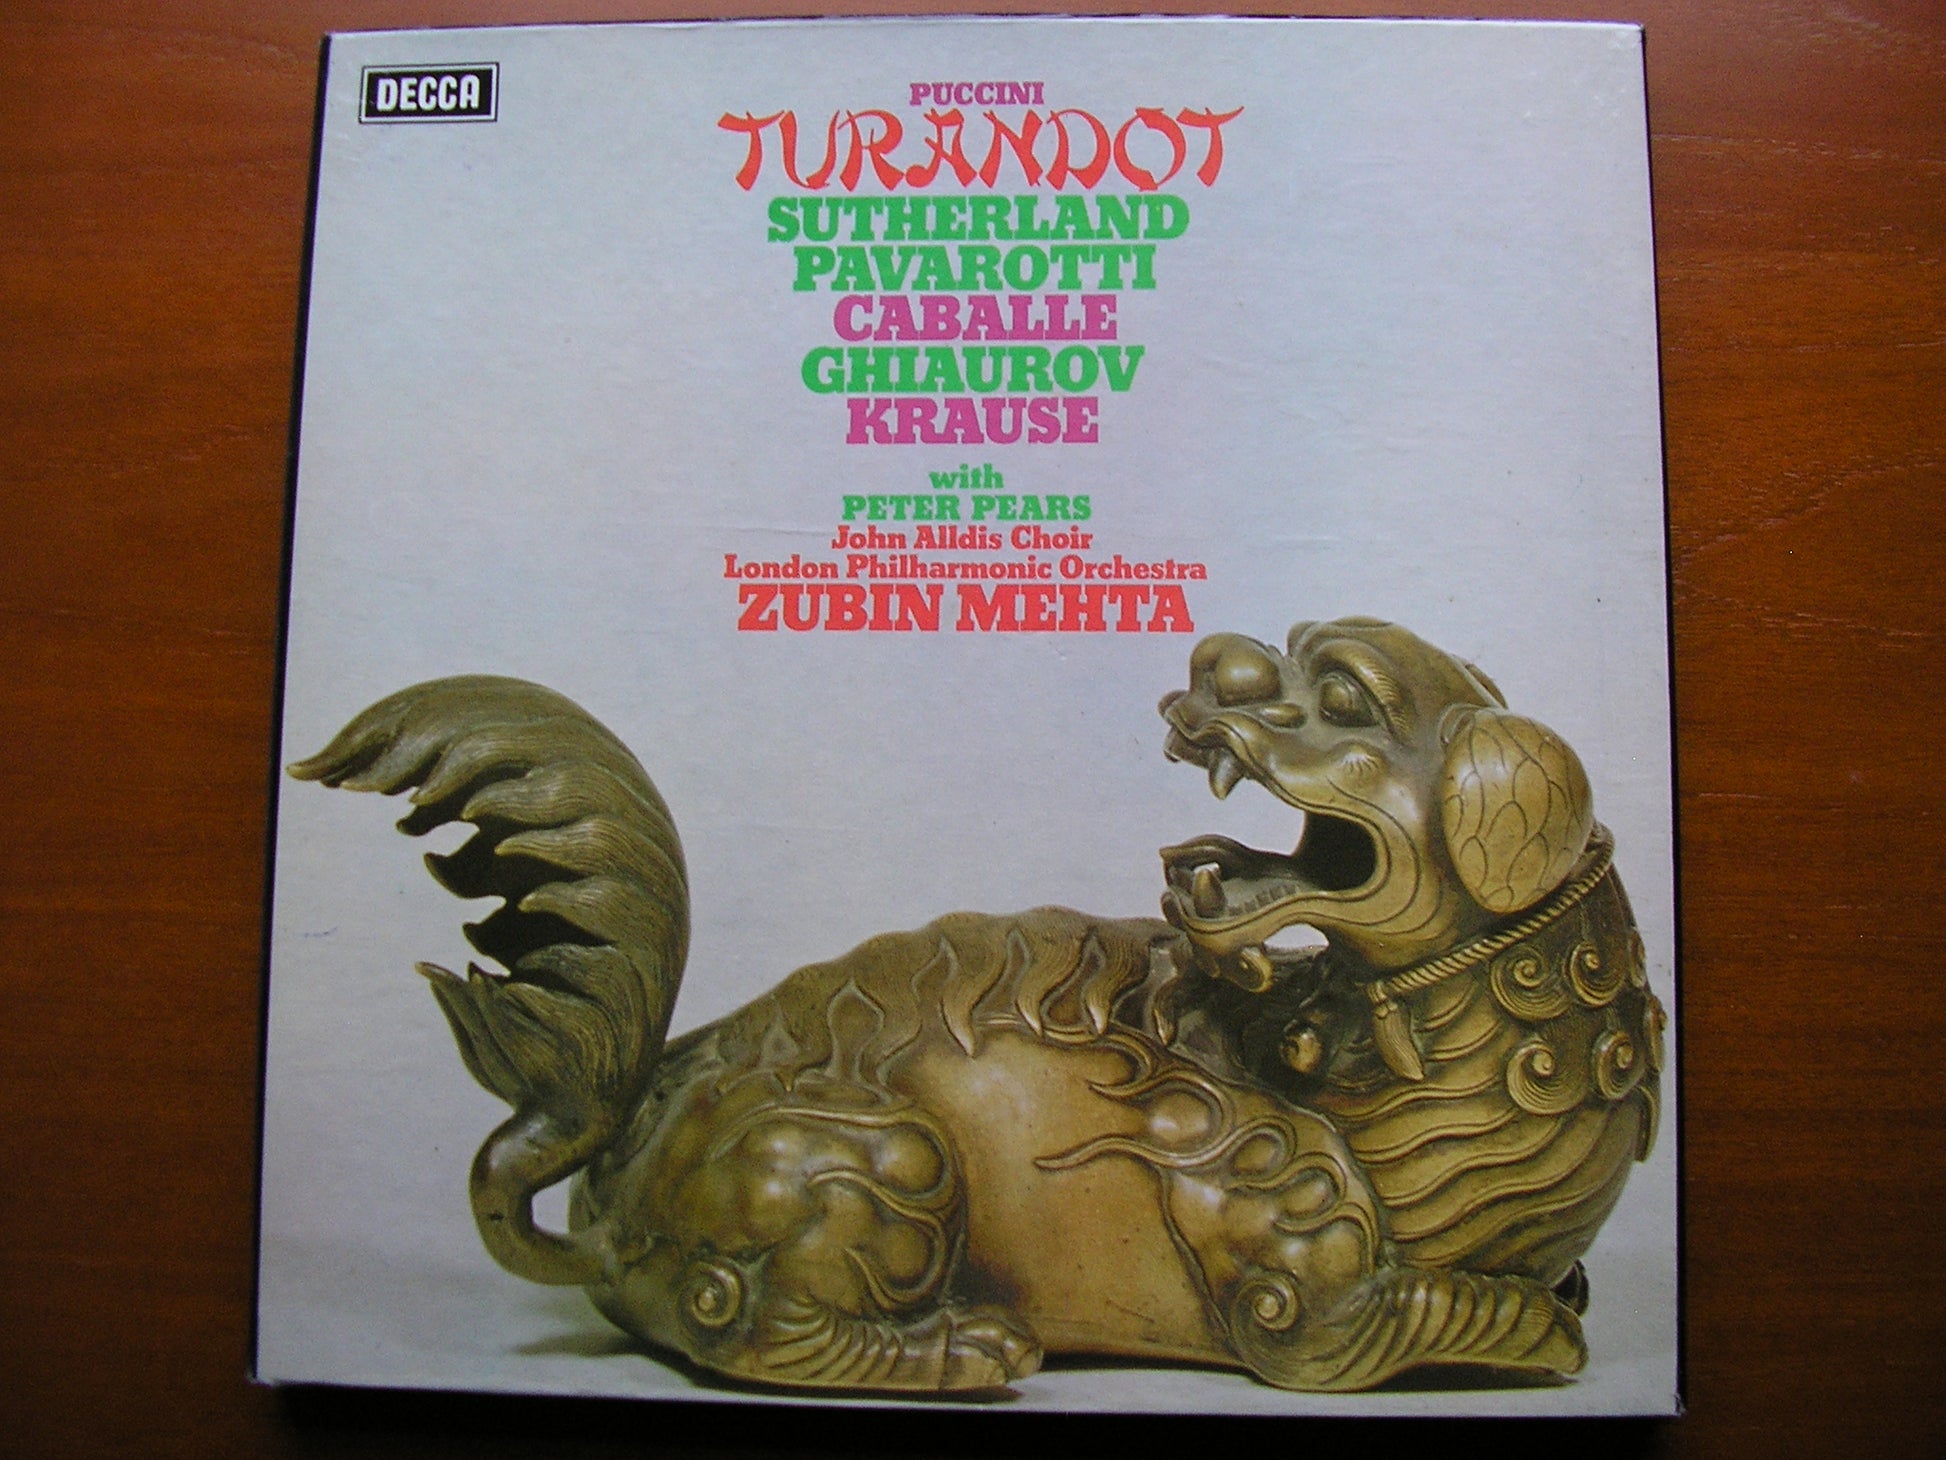 DECCA
PUCCINI
TURANDOT
SUTHERLAND
PAVAROTTI
CABALLE
GHIAUROV
KRAUSE
with
PETER PEARS
John Alldis Choir
London Philharmonic Orchestra
ZUBIN MEHTA